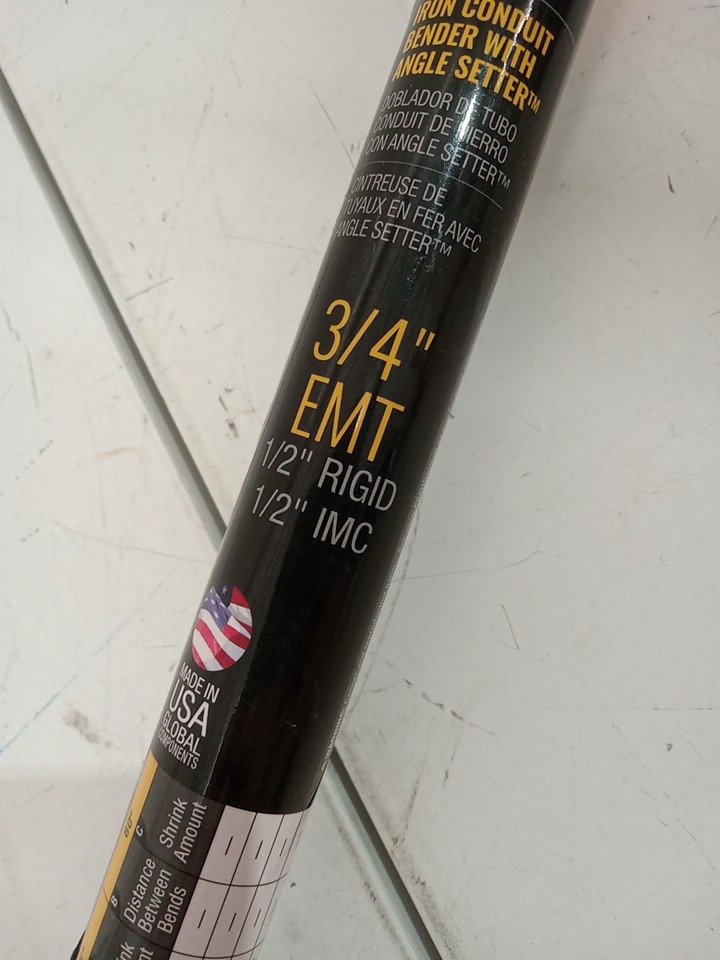 IRON CONDUIT
BENDER WITH
ANGLE SETTER™
DOBLADOR DE TUBO
CONDUIT DE HIERRO
CON ANGLE SETTER™
CINTREUSE DE
TUYAUX EN FER AVEC
ANGLE SETTER™
3/4"
EMT
1/2" RIGID
1/2" IMC
MADE IN
USA
GLOBAL
COMPONENTS
60°
C
Shrink
Amount
B
Distance
Between
Bends